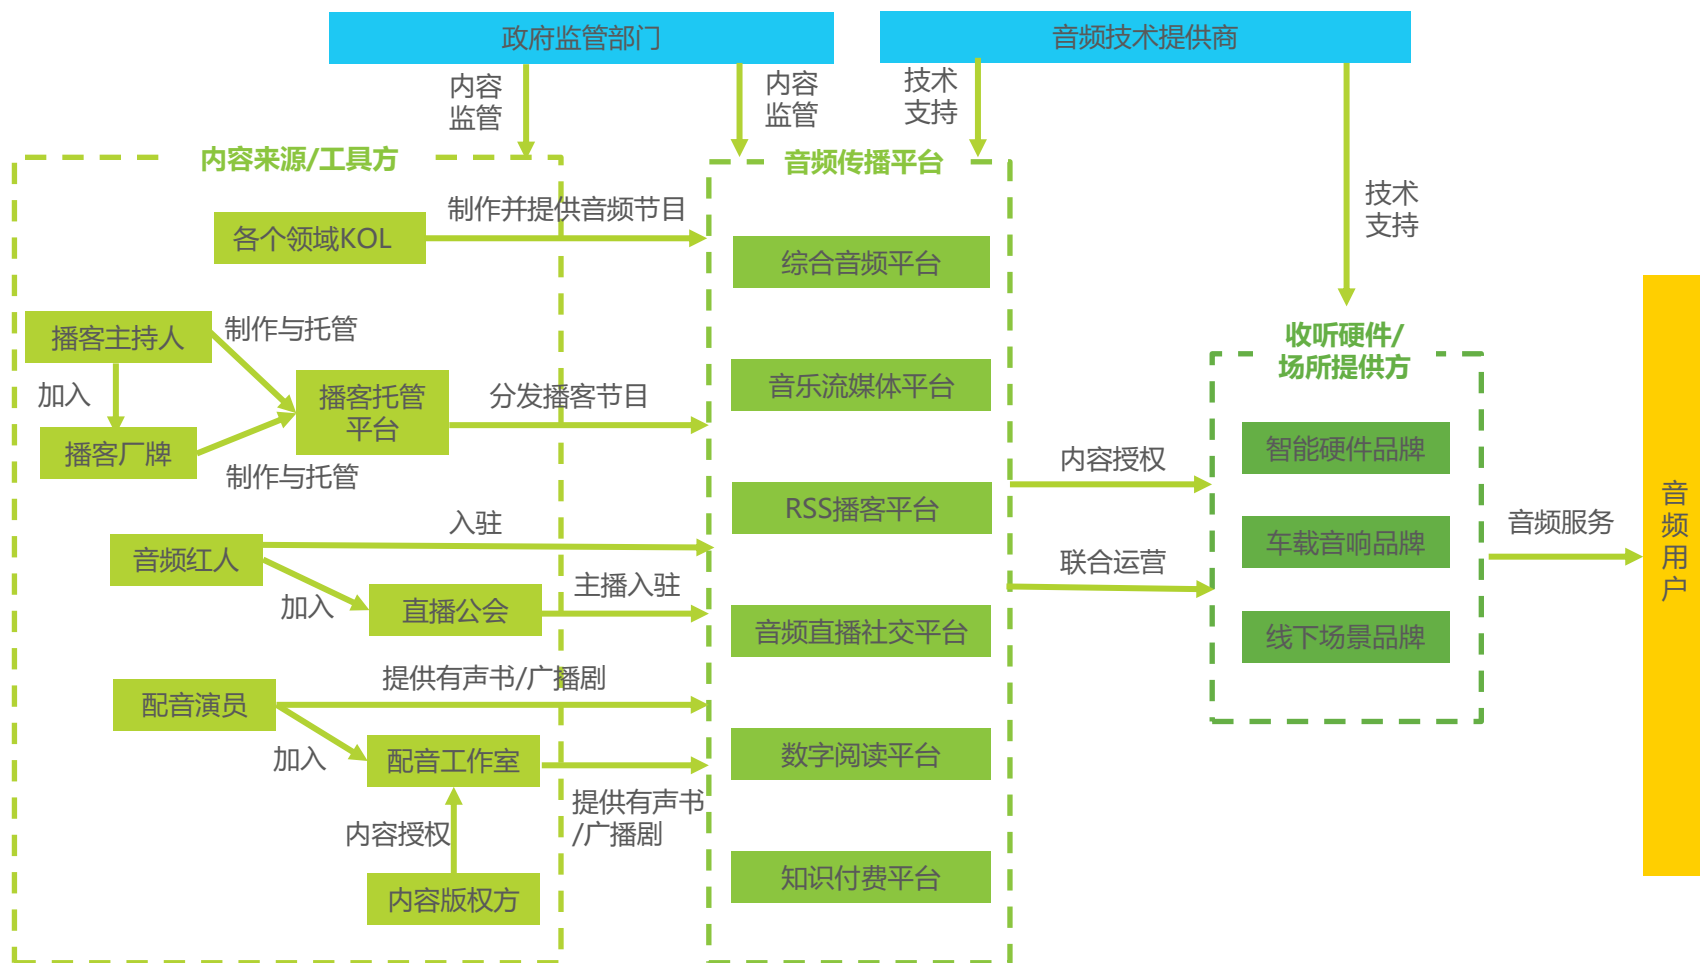 政府监管部门
音频技术提供商
内容
监管
内容
监管
技术
支持
技术
支持
内容来源/工具方
音频传播平台
收听硬件/
场所提供方
各个领域KOL
制作并提供音频节目
播客主持人
制作与托管
加入
播客托管
平台
分发播客节目
播客厂牌
制作与托管
音频红人
入驻
加入
直播公会
主播入驻
配音演员
提供有声书/广播剧
加入
配音工作室
提供有声书
/广播剧
内容授权
内容版权方
综合音频平台
音乐流媒体平台
RSS播客平台
音频直播社交平台
数字阅读平台
知识付费平台
内容授权
联合运营
智能硬件品牌
车载音响品牌
线下场景品牌
音频服务
音
频
用
户